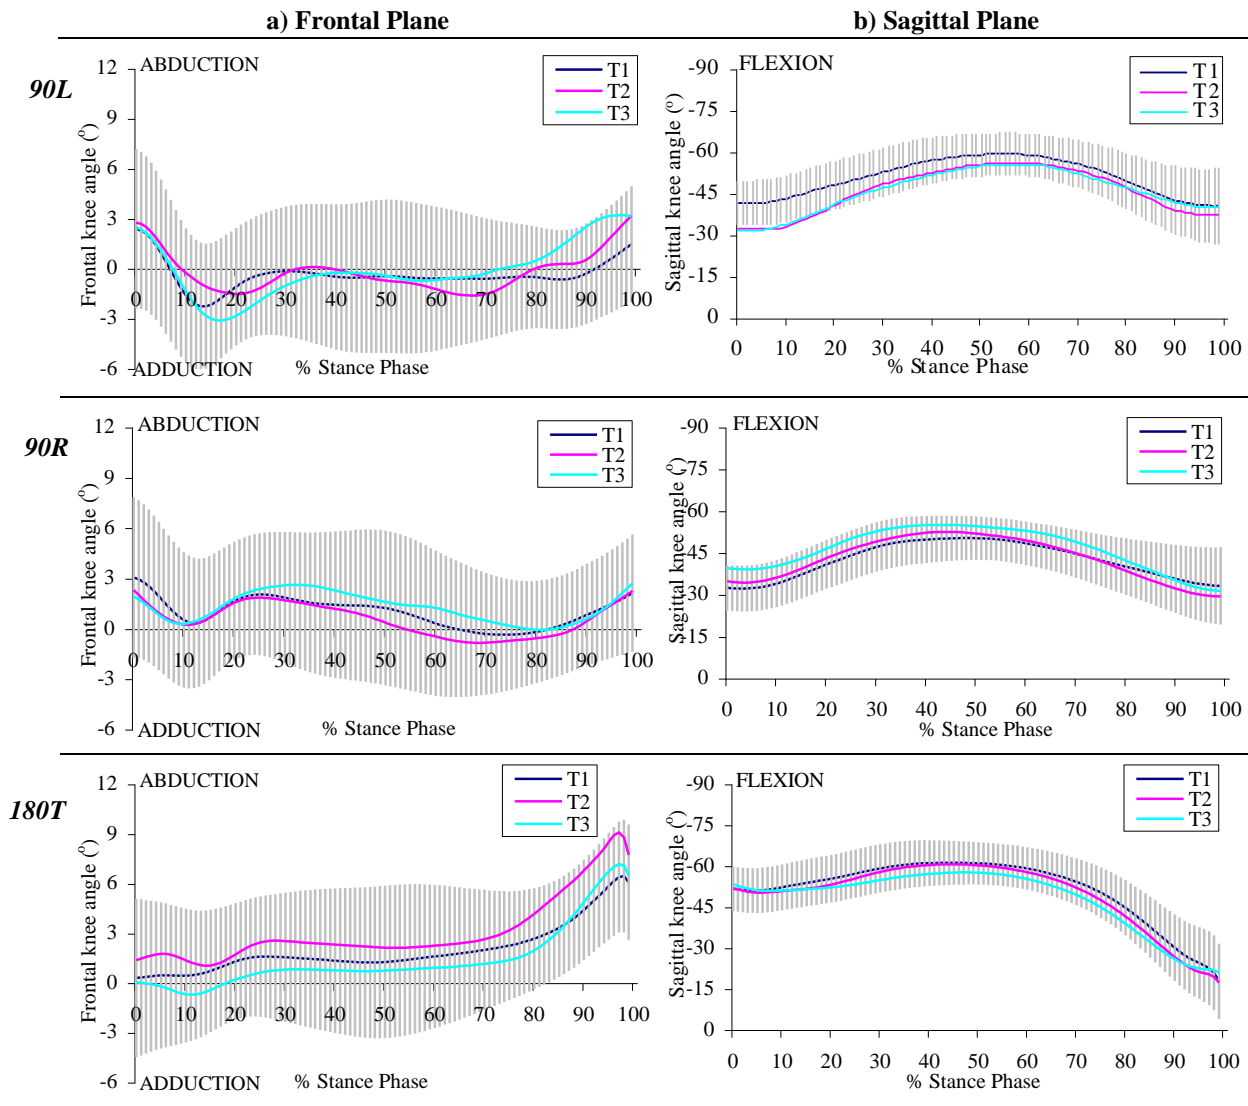 a) Frontal Plane
b) Sagittal Plane
90L
ABDUCTION
T1
T2
T3
12
9
6
3
0
-3
-6
Frontal knee angle (º)
0 10 20 30 40 50 60 70 80 90 100
ADDUCTION
% Stance Phase
FLEXION
T1
T2
T3
-90
-75
-60
-45
-30
-15
0
Sagittal knee angle (º)
0 10 20 30 40 50 60 70 80 90 100
% Stance Phase
90R
ABDUCTION
T1
T2
T3
12
9
6
3
0
-3
-6
Frontal knee angle (º)
0 10 20 30 40 50 60 70 80 90 100
ADDUCTION
% Stance Phase
FLEXION
T1
T2
T3
-90
-75
-60
-45
-30
-15
0
Sagittal knee angle (º)
0 10 20 30 40 50 60 70 80 90 100
% Stance Phase
180T
ABDUCTION
T1
T2
T3
12
9
6
3
0
-3
-6
Frontal knee angle (º)
0 10 20 30 40 50 60 70 80 90 100
ADDUCTION
% Stance Phase
FLEXION
T1
T2
T3
-90
-75
-60
-45
-30
-15
0
Sagittal knee angle (º)
0 10 20 30 40 50 60 70 80 90 100
% Stance Phase